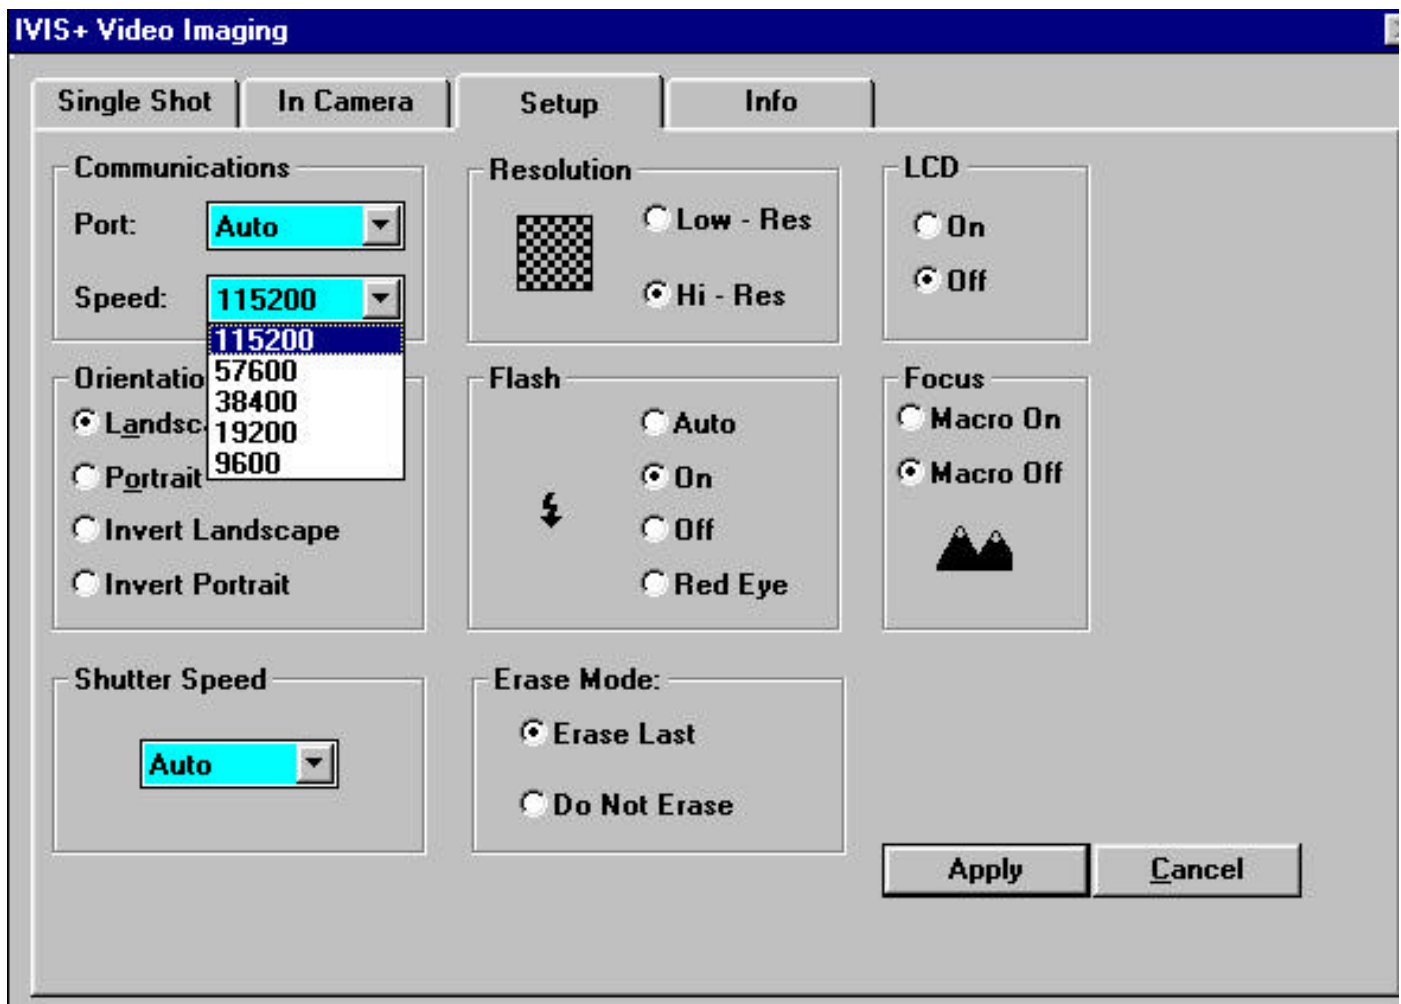 IVIS+ Video Imaging
Single Shot
In Camera
Setup
Info
Communications
Port:
Auto
Speed:
115200
115200
57600
38400
19200
9600
Resolution
Low - Res
Hi - Res
LCD
On
Off
Orientatio
Landsc
Portrait
Invert Landscape
Invert Portrait
Flash
Auto
On
Off
Red Eye
Focus
Macro On
Macro Off
Shutter Speed
Auto
Erase Mode:
Erase Last
Do Not Erase
Apply
Cancel